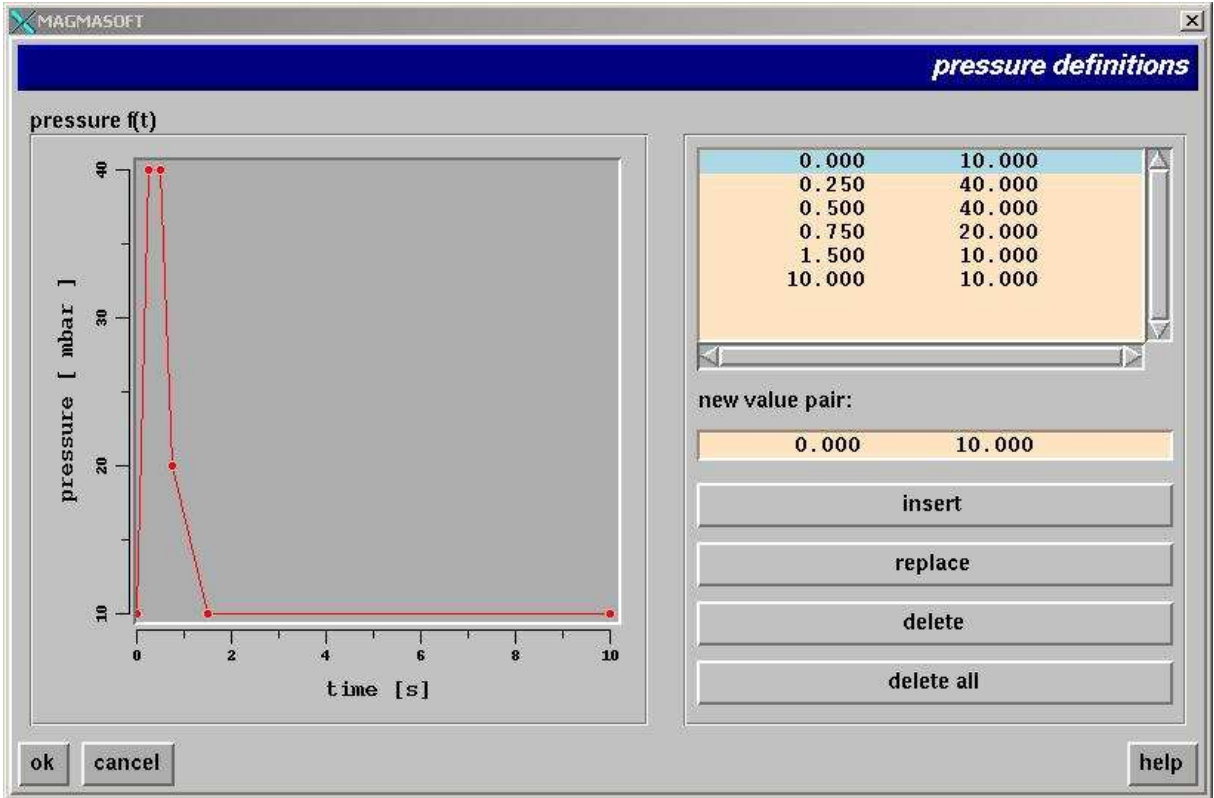 MAGMASOFT
pressure definitions
pressure f(t)
40
30
20
10
pressure [ mbar ]
0 2 4 6 8 10
time [s]
0.000 10.000
0.250 40.000
0.500 40.000
0.750 20.000
1.500 10.000
10.000 10.000
new value pair:
0.000 10.000
insert
replace
delete
delete all
ok cancel help